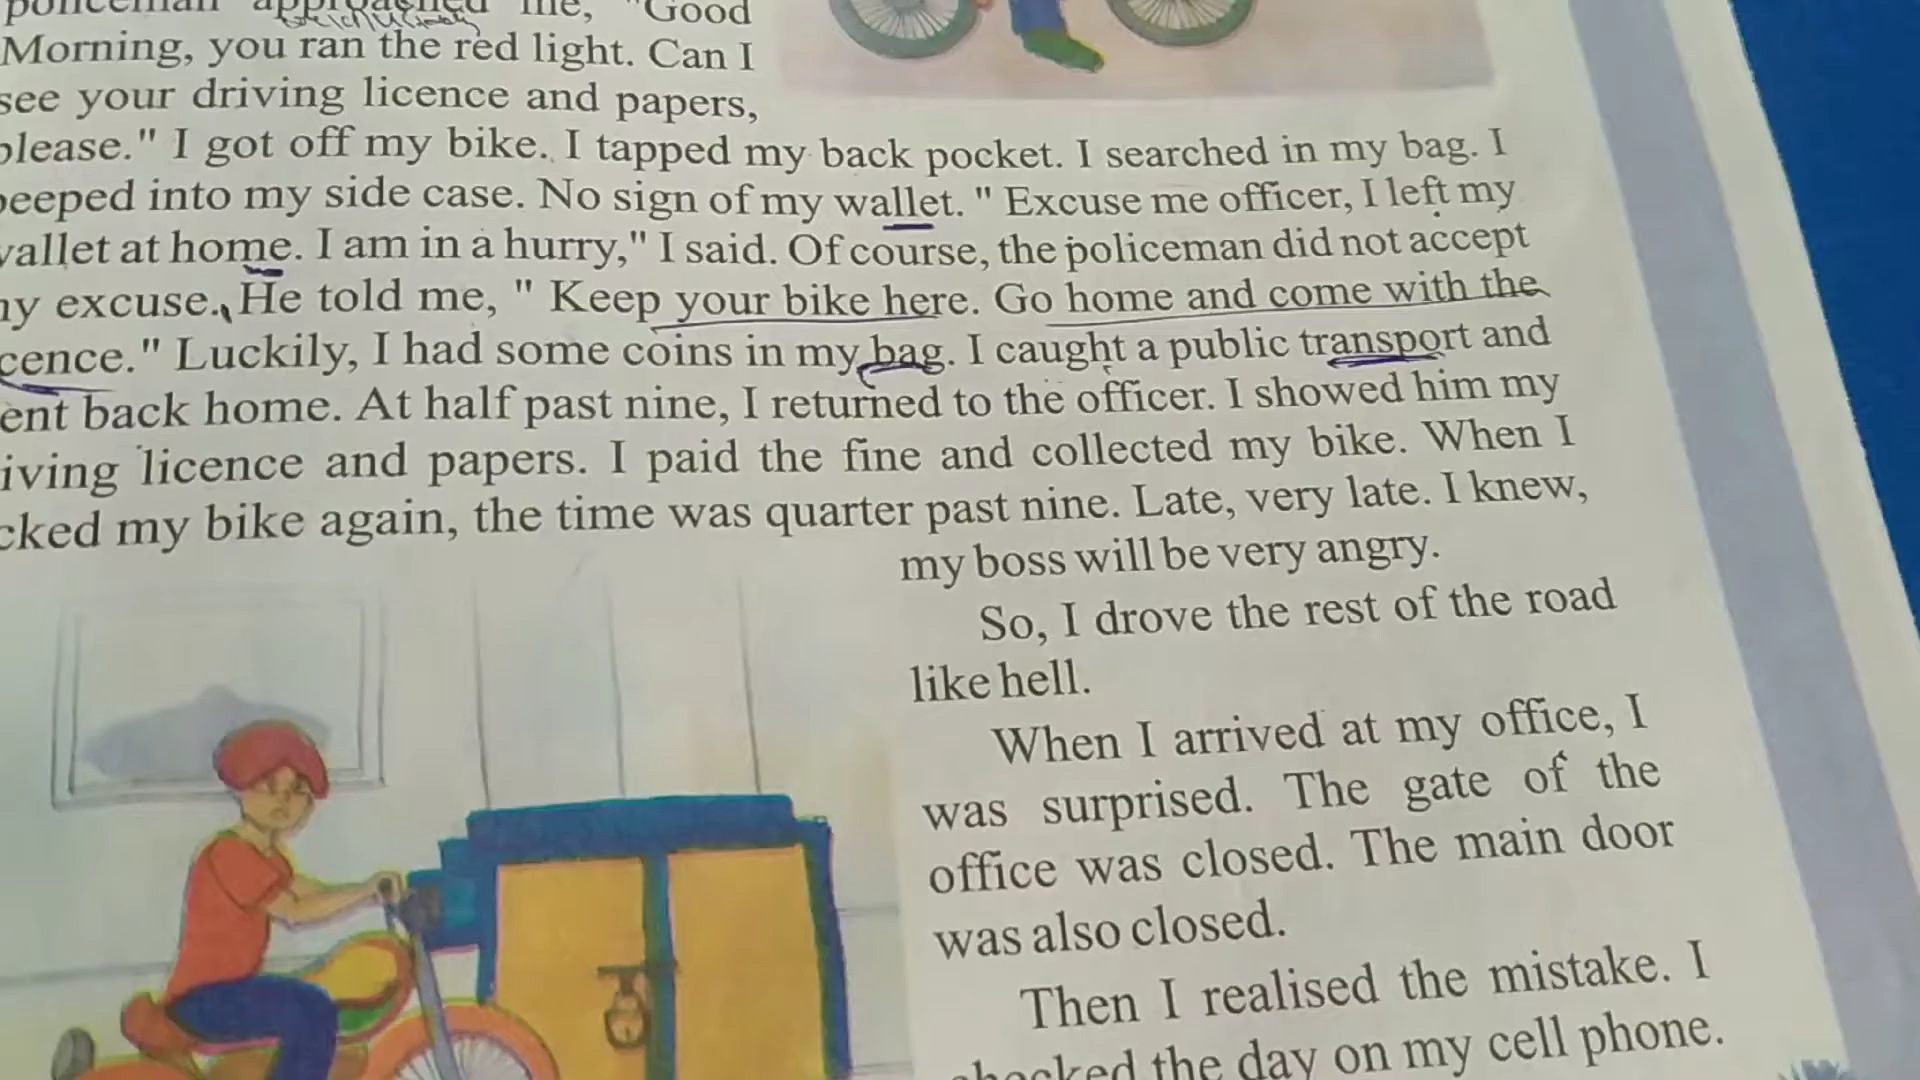 policeman approached me, "Good
Morning, you ran the red light. Can I
see your driving licence and papers,
please." I got off my bike. I tapped my back pocket. I searched in my bag. I
peeped into my side case. No sign of my wallet. " Excuse me officer, I left my
wallet at home. I am in a hurry," I said. Of course, the policeman did not accept
my excuse. He told me, " Keep your bike here. Go home and come with the
cence." Luckily, I had some coins in my bag. I caught a public transport and
ent back home. At half past nine, I returned to the officer. I showed him my
iving licence and papers. I paid the fine and collected my bike. When I
cked my bike again, the time was quarter past nine. Late, very late. I knew,
my boss will be very angry.
So, I drove the rest of the road
like hell.
When I arrived at my office, I
was surprised. The gate of the
office was closed. The main door
was also closed.
Then I realised the mistake. I
checked the day on my cell phone.